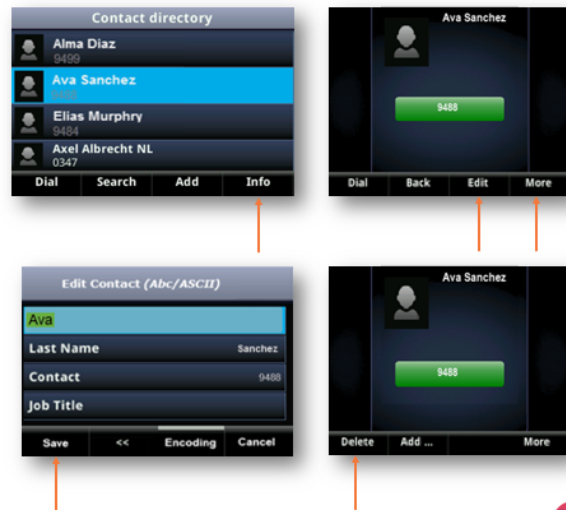 Contact directory
Alma Diaz
9499
Ava Sanchez
9488
Elias Murphry
9484
Axel Albrecht NL
0347
Dial Search Add Info
Ava Sanchez
9488
Dial Back Edit More
Edit Contact (Abc/ASCII)
Ava
Last Name Sanchez
Contact 9488
Job Title
Save << Encoding Cancel
Ava Sanchez
9488
Delete Add ... More